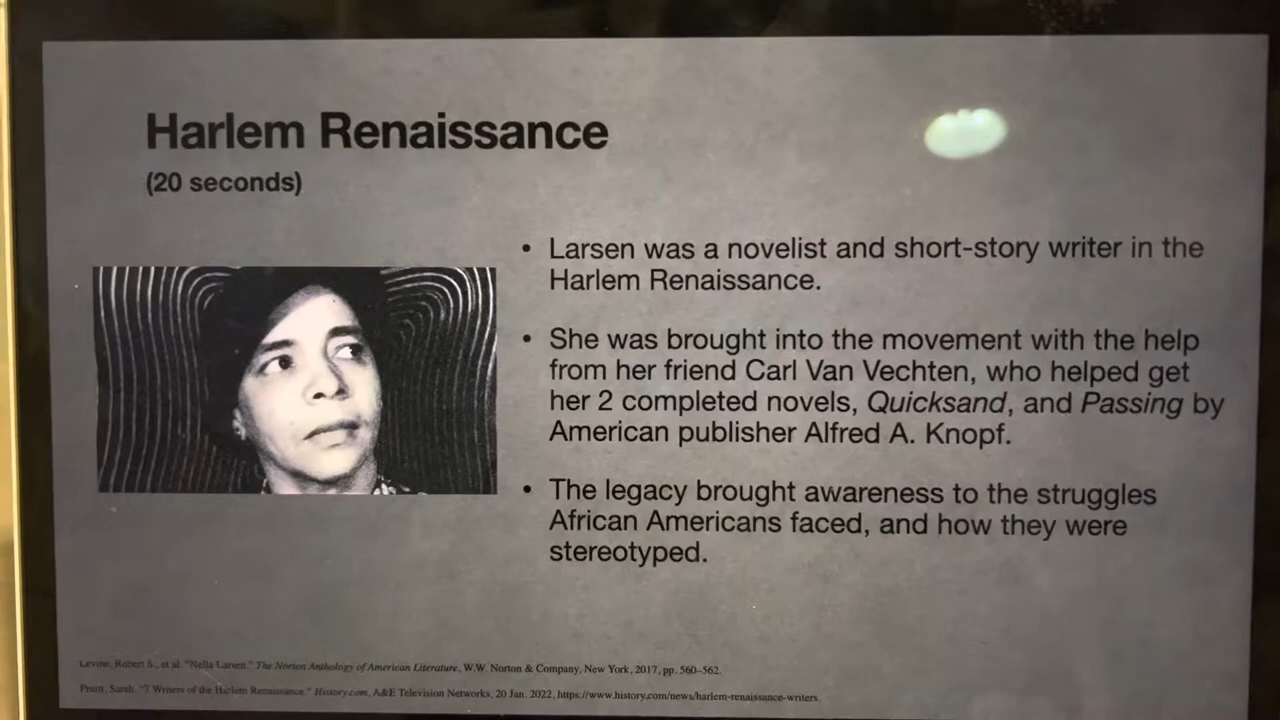 Harlem Renaissance
(20 seconds)
• Larsen was a novelist and short-story writer in the
Harlem Renaissance.
• She was brought into the movement with the help
from her friend Carl Van Vechten, who helped get
her 2 completed novels, Quicksand, and Passing by
American publisher Alfred A. Knopf.
• The legacy brought awareness to the struggles
African Americans faced, and how they were
stereotyped.
Levine, Robert S., et al. "Nella Larsen." The Norton Anthology of American Literature, W.W. Norton & Company, New York, 2017, pp. 560–562.
Pruitt, Sarah. "7 Writers of the Harlem Renaissance." History.com, A&E Television Networks, 20 Jan. 2022, https://www.history.com/news/harlem-renaissance-writers.